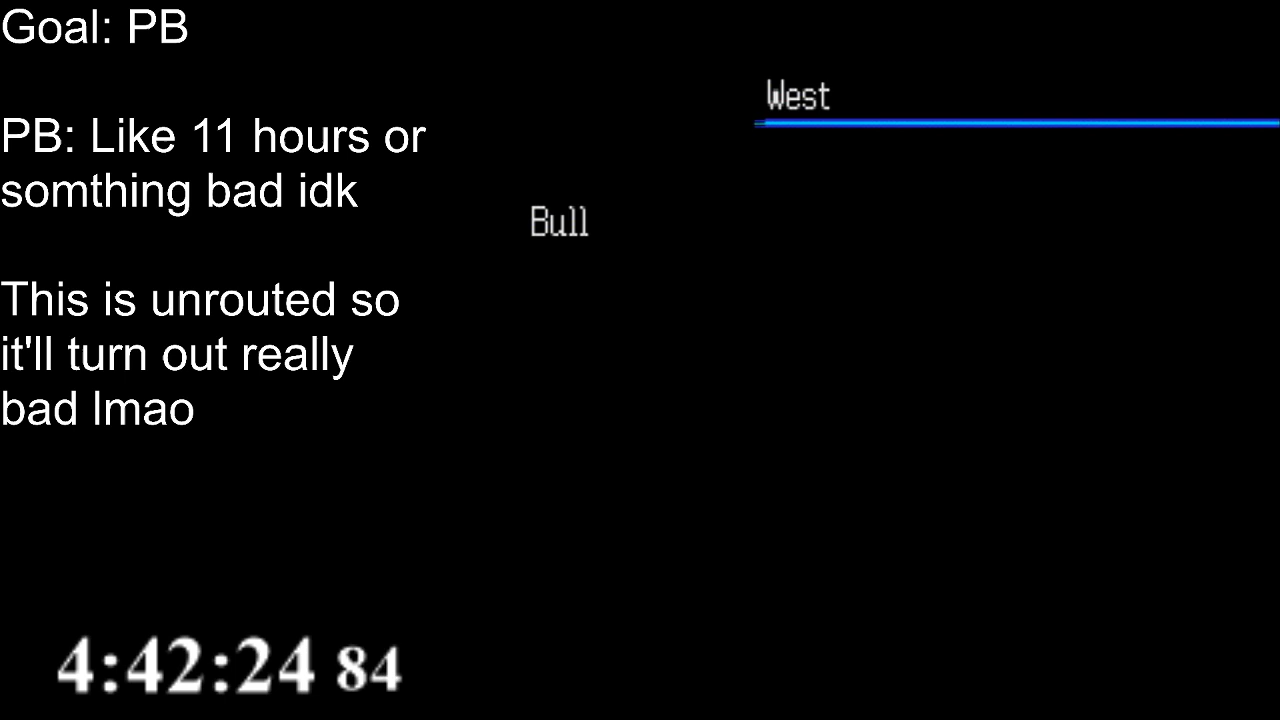 Goal: PB
PB: Like 11 hours or
somthing bad idk
This is unrouted so
it'll turn out really
bad lmao
West
Bull
4:42:24 84